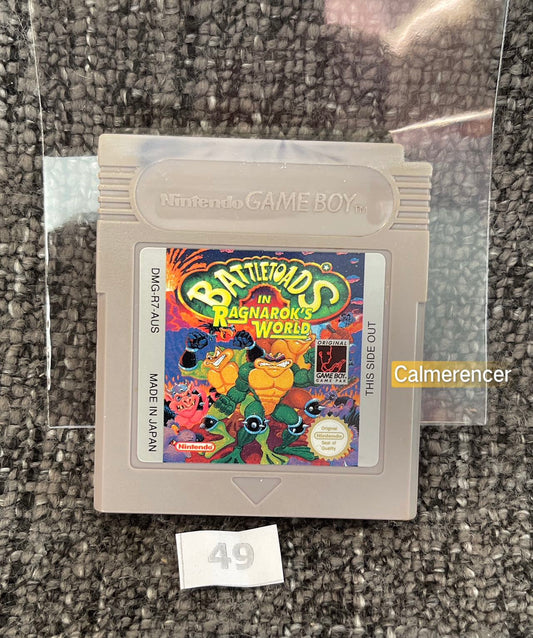 Nintendo GAME BOY TM
BATTLETOADS
IN
RAGNAROK'S
WORLD
DMG-R7-AUS
MADE IN JAPAN
THIS SIDE OUT
ORIGINAL
GAME BOY
GAME PAK
Calmerencer
Nintendo
Original
Nintendo
Seal of
Quality
49